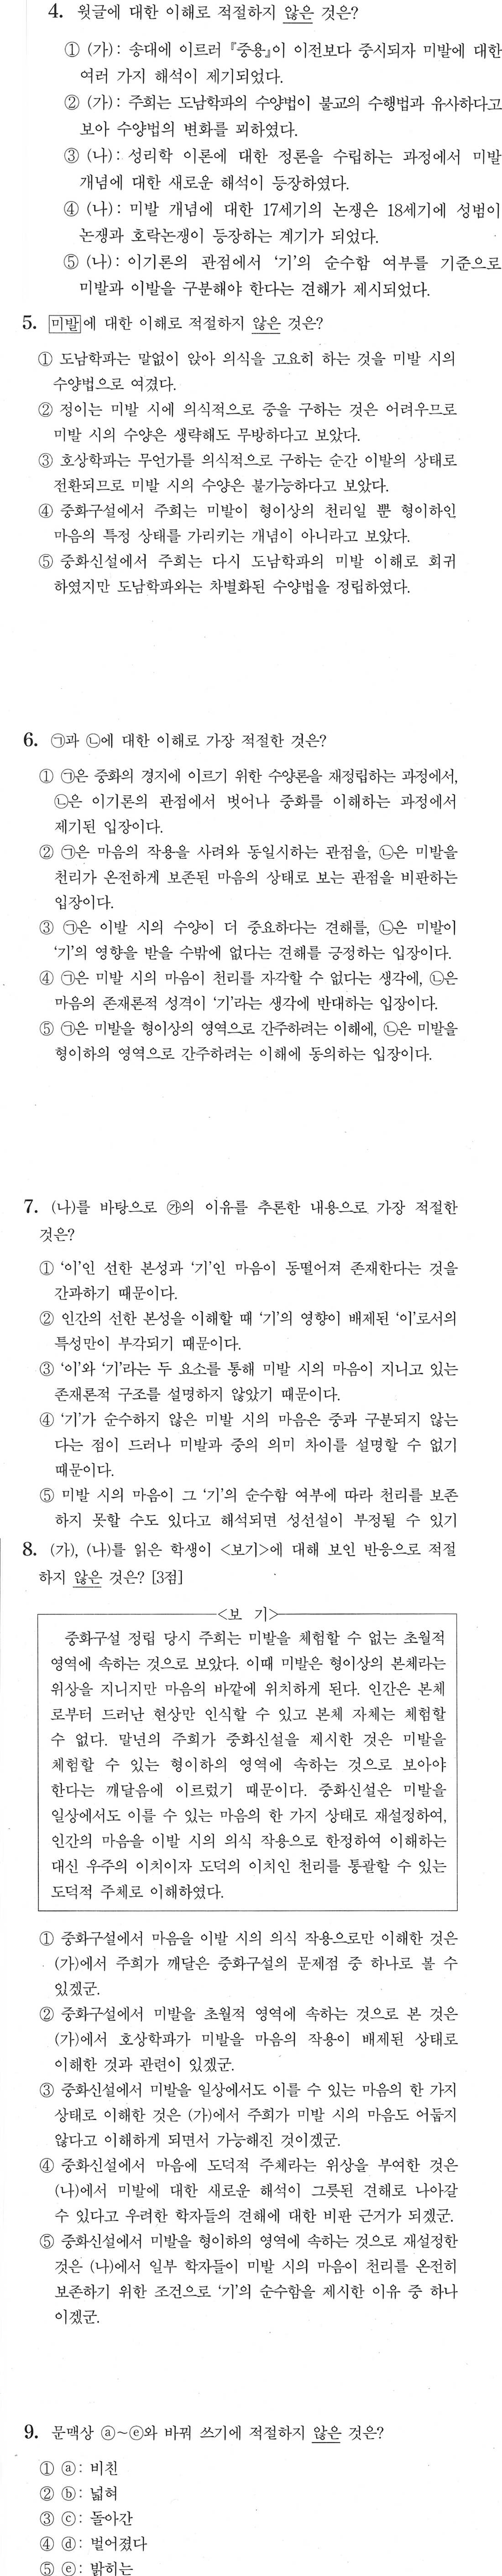 4. 윗글에 대한 이해로 적절하지 않은 것은?
① (가): 송대에 이르러 『중용』이 이전보다 중시되자 미발에 대한
여러 가지 해석이 제기되었다.
② (가): 주희는 도남학파의 수양법이 불교의 수행법과 유사하다고
보아 수양법의 변화를 꾀하였다.
③ (나): 성리학 이론에 대한 정론을 수립하는 과정에서 미발
개념에 대한 새로운 해석이 등장하였다.
④ (나): 미발 개념에 대한 17세기의 논쟁은 18세기에 성범이
논쟁과 호락논쟁이 등장하는 계기가 되었다.
⑤ (나): 이기론의 관점에서 ‘기’의 순수함 여부를 기준으로
미발과 이발을 구분해야 한다는 견해가 제시되었다.
5. 미발에 대한 이해로 적절하지 않은 것은?
① 도남학파는 말없이 앉아 의식을 고요히 하는 것을 미발 시의
수양법으로 여겼다.
② 정이는 미발 시에 의식적으로 중을 구하는 것은 어려우므로
미발 시의 수양은 생략해도 무방하다고 보았다.
③ 호상학파는 무언가를 의식적으로 구하는 순간 이발의 상태로
전환되므로 미발 시의 수양은 불가능하다고 보았다.
④ 중화구설에서 주희는 미발이 형이상의 천리일 뿐 형이하인
마음의 특정 상태를 가리키는 개념이 아니라고 보았다.
⑤ 중화신설에서 주희는 다시 도남학파의 미발 이해로 회귀
하였지만 도남학파와는 차별화된 수양법을 정립하였다.
6. ㉠과 ㉡에 대한 이해로 가장 적절한 것은?
① ㉠은 중화의 경지에 이르기 위한 수양론을 재정립하는 과정에서,
㉡은 이기론의 관점에서 벗어나 중화를 이해하는 과정에서
제기된 입장이다.
② ㉠은 마음의 작용을 사려와 동일시하는 관점을, ㉡은 미발을
천리가 온전하게 보존된 마음의 상태로 보는 관점을 비판하는
입장이다.
③ ㉠은 이발 시의 수양이 더 중요하다는 견해를, ㉡은 미발이
‘기’의 영향을 받을 수밖에 없다는 견해를 긍정하는 입장이다.
④ ㉠은 미발 시의 마음이 천리를 자각할 수 없다는 생각에, ㉡은
마음의 존재론적 성격이 ‘기’라는 생각에 반대하는 입장이다.
⑤ ㉠은 미발을 형이상의 영역으로 간주하려는 이해에, ㉡은 미발을
형이하의 영역으로 간주하려는 이해에 동의하는 입장이다.
7. (나)를 바탕으로 ㉮의 이유를 추론한 내용으로 가장 적절한
것은?
① ‘이’인 선한 본성과 ‘기’인 마음이 동떨어져 존재한다는 것을
간과하기 때문이다.
② 인간의 선한 본성을 이해할 때 ‘기’의 영향이 배제된 ‘이’로서의
특성만이 부각되기 때문이다.
③ ‘이’와 ‘기’라는 두 요소를 통해 미발 시의 마음이 지니고 있는
존재론적 구조를 설명하지 않았기 때문이다.
④ ‘기’가 순수하지 않은 미발 시의 마음은 중과 구분되지 않는
다는 점이 드러나 미발과 중의 의미 차이를 설명할 수 없기
때문이다.
⑤ 미발 시의 마음이 그 ‘기’의 순수함 여부에 따라 천리를 보존
하지 못할 수도 있다고 해석되면 성선설이 부정될 수 있기
8. (가), (나)를 읽은 학생이 <보기>에 대해 보인 반응으로 적절
하지 않은 것은? [3점]
<보 기>
중화구설 정립 당시 주희는 미발을 체험할 수 없는 초월적
영역에 속하는 것으로 보았다. 이때 미발은 형이상의 본체라는
위상을 지니지만 마음의 바깥에 위치하게 된다. 인간은 본체
로부터 드러난 현상만 인식할 수 있고 본체 자체는 체험할
수 없다. 말년의 주희가 중화신설을 제시한 것은 미발을
체험할 수 있는 형이하의 영역에 속하는 것으로 보아야
한다는 깨달음에 이르렀기 때문이다. 중화신설은 미발을
일상에서도 이를 수 있는 마음의 한 가지 상태로 재설정하여,
인간의 마음을 이발 시의 의식 작용으로 한정하여 이해하는
대신 우주의 이치이자 도덕의 이치인 천리를 통괄할 수 있는
도덕적 주체로 이해하였다.
① 중화구설에서 마음을 이발 시의 의식 작용으로만 이해한 것은
(가)에서 주희가 깨달은 중화구설의 문제점 중 하나로 볼 수
있겠군.
② 중화구설에서 미발을 초월적 영역에 속하는 것으로 본 것은
(가)에서 호상학파가 미발을 마음의 작용이 배제된 상태로
이해한 것과 관련이 있겠군.
③ 중화신설에서 미발을 일상에서도 이를 수 있는 마음의 한 가지
상태로 이해한 것은 (가)에서 주희가 미발 시의 마음도 어둡지
않다고 이해하게 되면서 가능해진 것이겠군.
④ 중화신설에서 마음에 도덕적 주체라는 위상을 부여한 것은
(나)에서 미발에 대한 새로운 해석이 그릇된 견해로 나아갈
수 있다고 우려한 학자들의 견해에 대한 비판 근거가 되겠군.
⑤ 중화신설에서 미발을 형이하의 영역에 속하는 것으로 재설정한
것은 (나)에서 일부 학자들이 미발 시의 마음이 천리를 온전히
보존하기 위한 조건으로 ‘기’의 순수함을 제시한 이유 중 하나
이겠군.
9. 문맥상 ⓐ~ⓔ와 바꿔 쓰기에 적절하지 않은 것은?
① ⓐ: 비친
② ⓑ: 넓혀
③ ⓒ: 돌아간
④ ⓓ: 벌어졌다
⑤ ⓔ: 밝히는